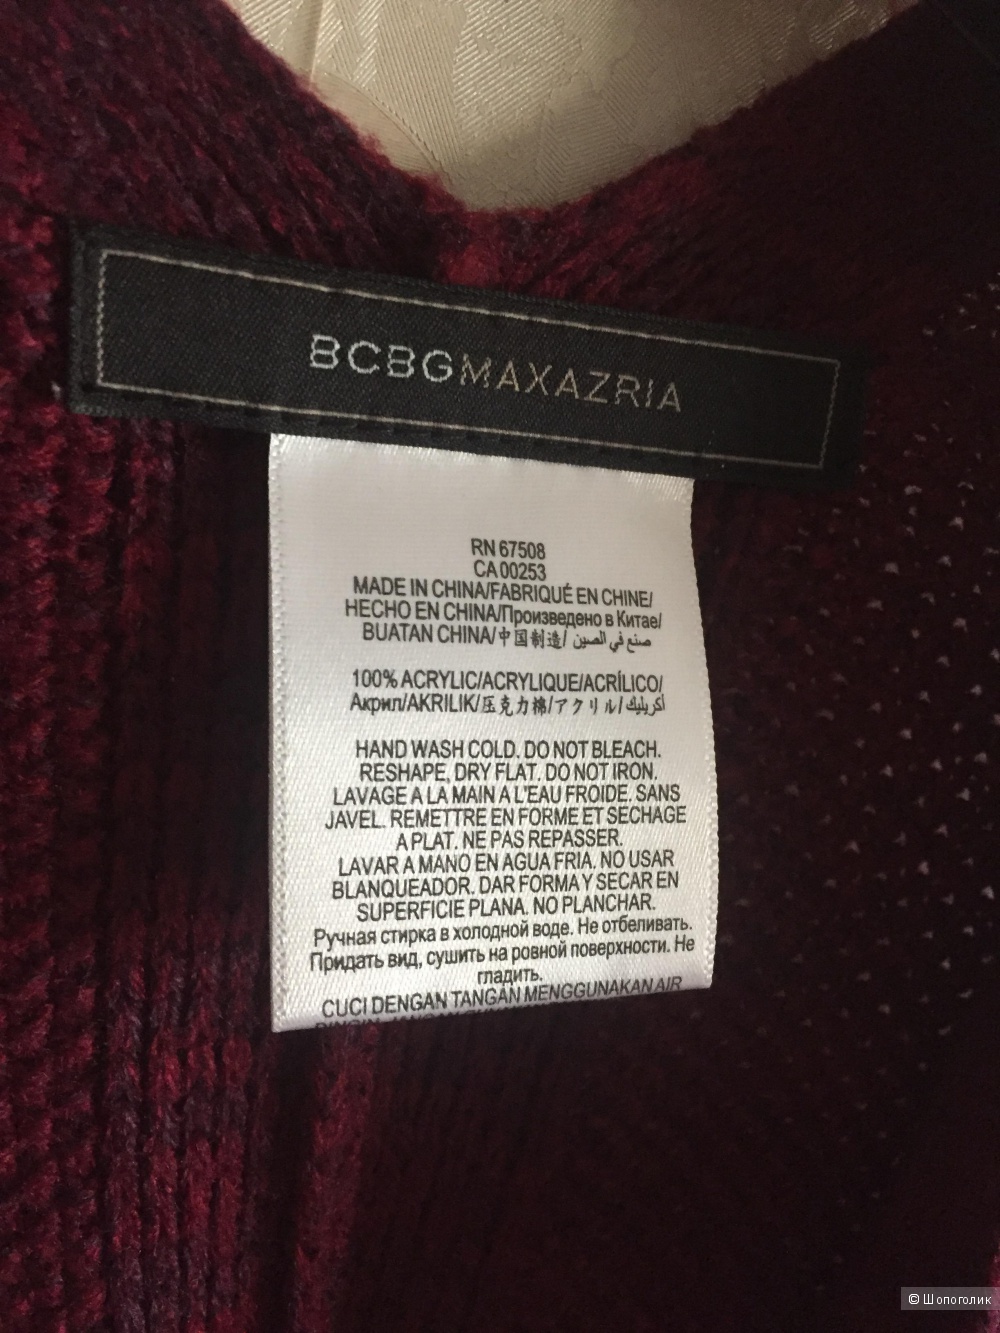 BCBGMAXAZRIA
RN 67508
CA 00253
MADE IN CHINA/FABRIQUÉ EN CHINE/
HECHO EN CHINA/Произведено в Китае/
BUATAN CHINA/中国制造/ صنع في الصين
100% ACRYLIC/ACRYLIQUE/ACRÍLICO/
Акрил/AKRILIK/压克力棉/アクリル/اكريليك
HAND WASH COLD. DO NOT BLEACH.
RESHAPE, DRY FLAT. DO NOT IRON.
LAVAGE A LA MAIN A L'EAU FROIDE. SANS
JAVEL. REMETTRE EN FORME ET SECHAGE
A PLAT. NE PAS REPASSER.
LAVAR A MANO EN AGUA FRIA. NO USAR
BLANQUEADOR. DAR FORMA Y SECAR EN
SUPERFICIE PLANA. NO PLANCHAR.
Ручная стирка в холодной воде. Не отбеливать.
Придать вид, сушить на ровной поверхности. Не
гладить.
CUCI DENGAN TANGAN MENGGUNAKAN AIR
© Шопоголик